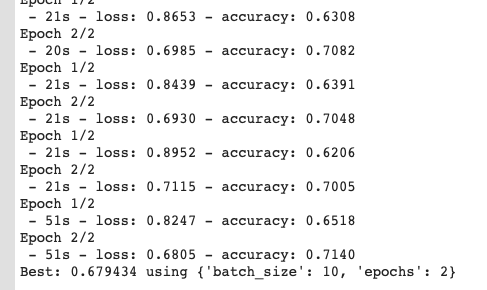 Epoch 1/2
 - 21s - loss: 0.8653 - accuracy: 0.6308
Epoch 2/2
 - 20s - loss: 0.6985 - accuracy: 0.7082
Epoch 1/2
 - 21s - loss: 0.8439 - accuracy: 0.6391
Epoch 2/2
 - 21s - loss: 0.6930 - accuracy: 0.7048
Epoch 1/2
 - 21s - loss: 0.8952 - accuracy: 0.6206
Epoch 2/2
 - 21s - loss: 0.7115 - accuracy: 0.7005
Epoch 1/2
 - 51s - loss: 0.8247 - accuracy: 0.6518
Epoch 2/2
 - 51s - loss: 0.6805 - accuracy: 0.7140
Best: 0.679434 using {'batch_size': 10, 'epochs': 2}